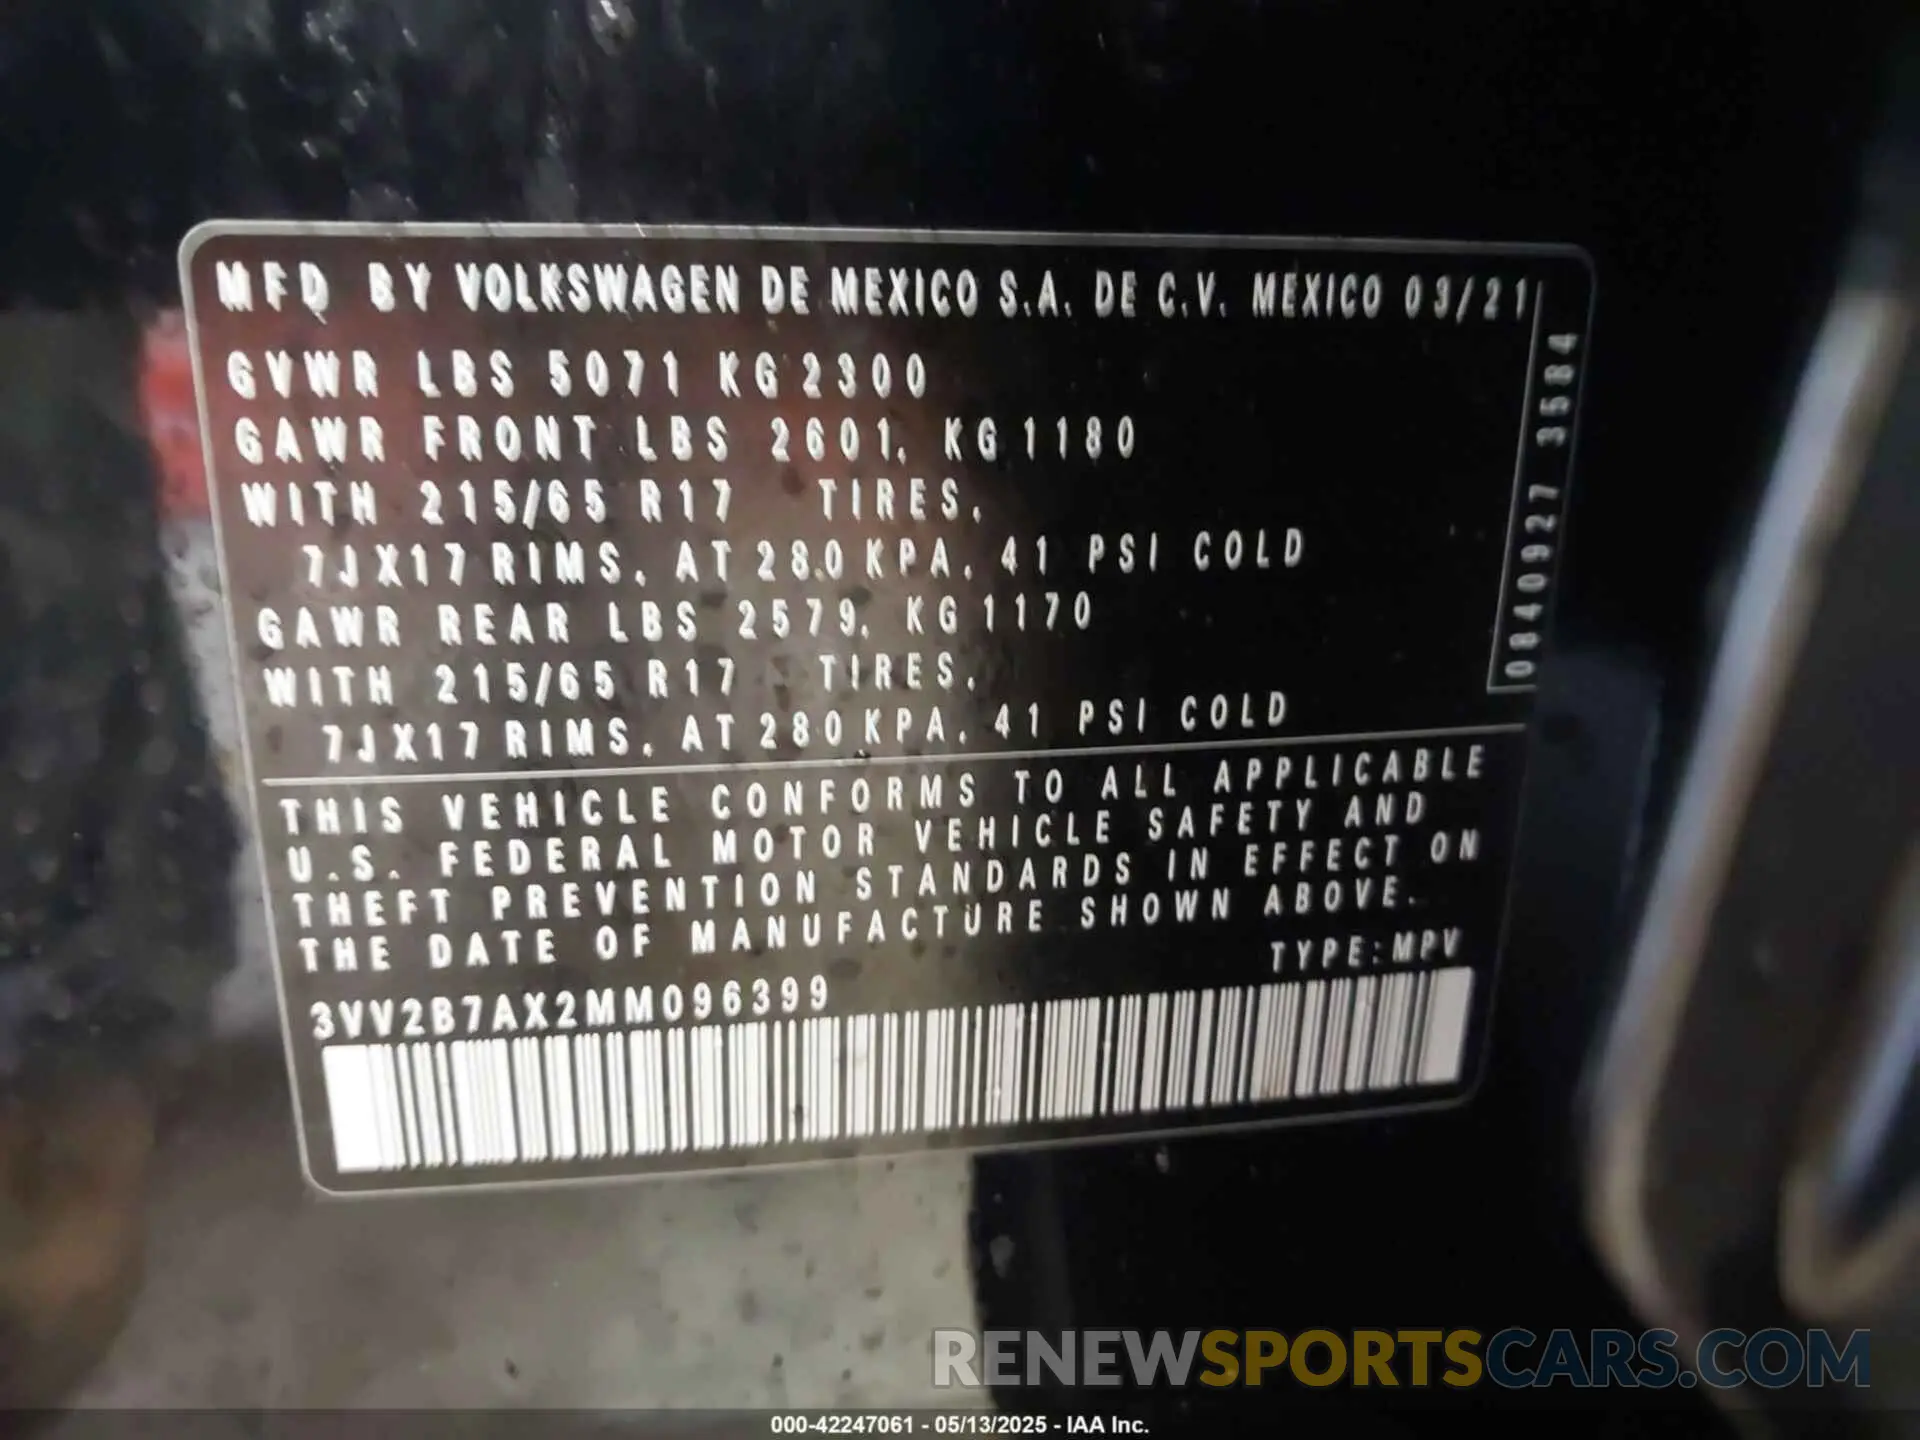 MFD BY VOLKSWAGEN DE MEXICO S.A. DE C.V. MEXICO 03/21
GVWR LBS 5071 KG 2300
GAWR FRONT LBS 2601, KG 1180
WITH 215/65 R17 TIRES,
7JX17 RIMS, AT 280 KPA, 41 PSI COLD
GAWR REAR LBS 2579, KG 1170
WITH 215/65 R17 TIRES,
7JX17 RIMS, AT 280 KPA, 41 PSI COLD
0840927 3584
THIS VEHICLE CONFORMS TO ALL APPLICABLE
U.S. FEDERAL MOTOR VEHICLE SAFETY AND
THEFT PREVENTION STANDARDS IN EFFECT ON
THE DATE OF MANUFACTURE SHOWN ABOVE.
TYPE:MPV
3VV2B7AX2MM096399
RENEWSPORTSCARS.COM
000-42247061 - 05/13/2025 - IAA Inc.